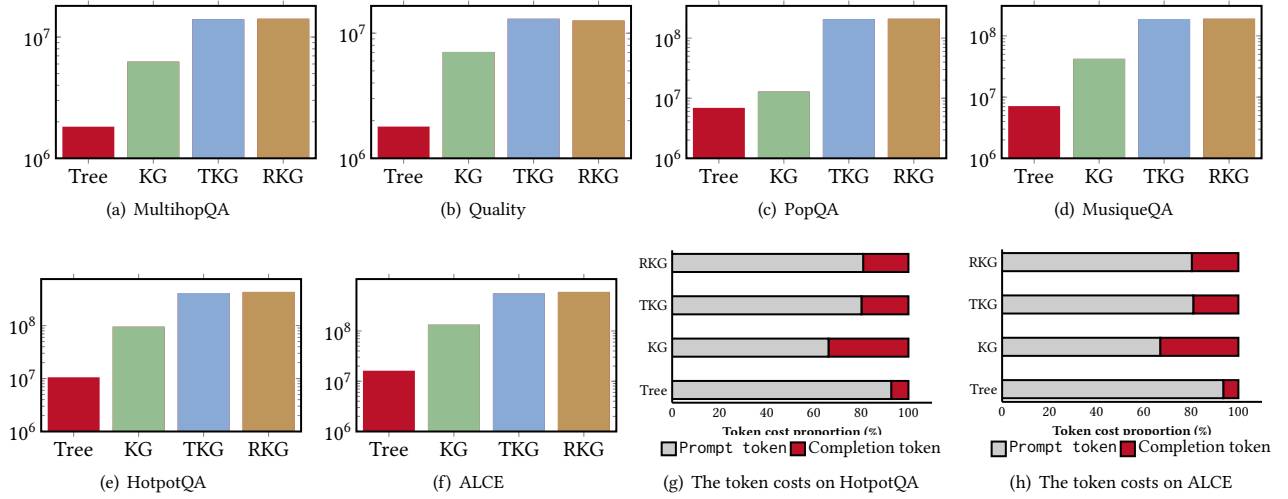 10^7
10^6
Tree KG TKG RKG
(a) MultihopQA
10^7
10^6
Tree KG TKG RKG
(b) Quality
10^8
10^7
10^6
Tree KG TKG RKG
(c) PopQA
10^8
10^7
10^6
Tree KG TKG RKG
(d) MusiqueQA
10^8
10^7
10^6
Tree KG TKG RKG
(e) HotpotQA
10^8
10^7
10^6
Tree KG TKG RKG
(f) ALCE
RKG
TKG
KG
Tree
0 20 40 60 80 100
Token cost proportion (%)
Prompt token Completion token
(g) The token costs on HotpotQA
RKG
TKG
KG
Tree
0 20 40 60 80 100
Token cost proportion (%)
Prompt token Completion token
(h) The token costs on ALCE